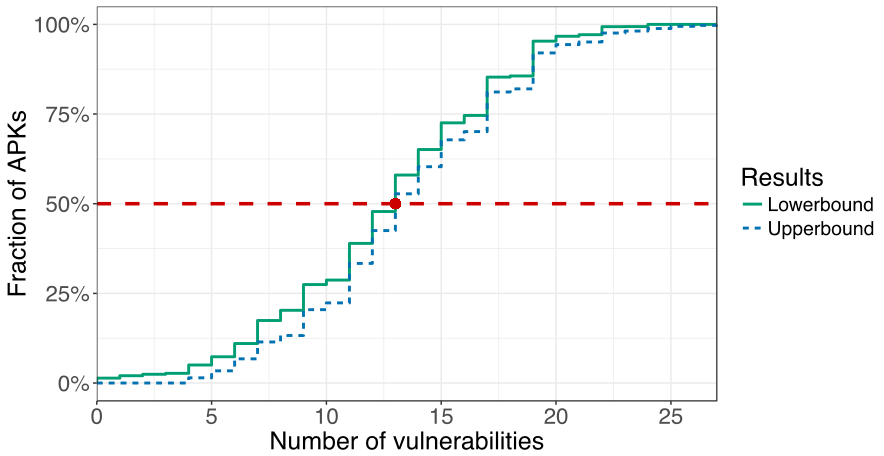 100%
75%
50%
25%
0%
Fraction of APKs
0 5 10 15 20 25
Number of vulnerabilities
Results
Lowerbound
Upperbound